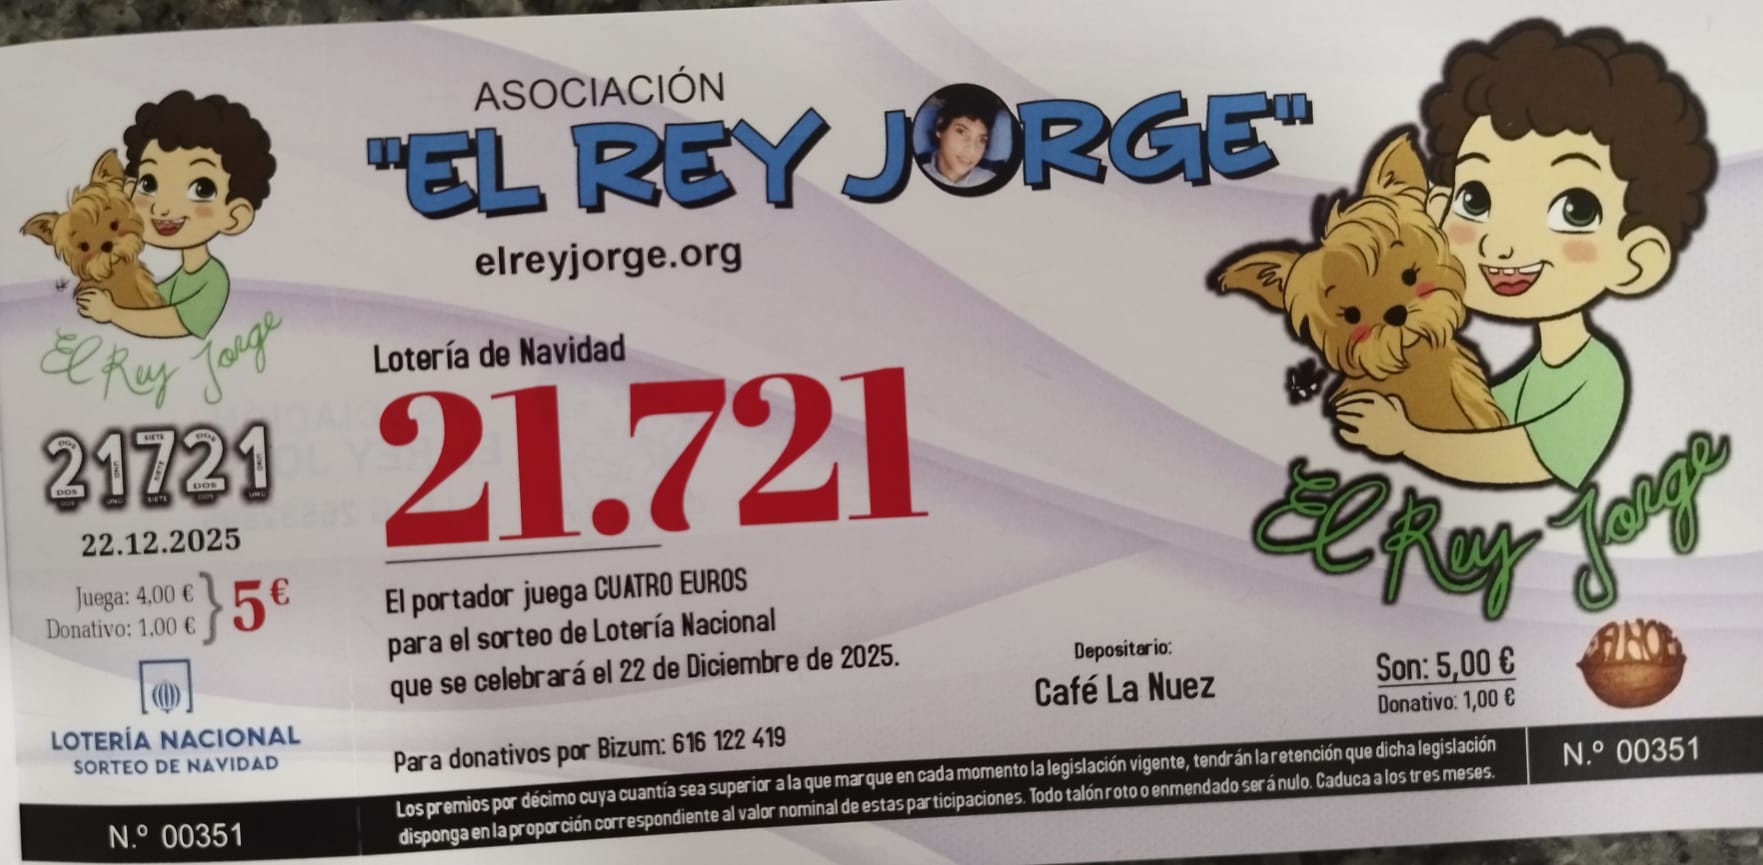 El Rey Jorge
21721
22.12.2025
Juega: 4,00 €
Donativo: 1,00 €
5€
LOTERÍA NACIONAL
SORTEO DE NAVIDAD
N.º 00351
ASOCIACIÓN
"EL REY JORGE"
elreyjorge.org
Lotería de Navidad
21.721
El portador juega CUATRO EUROS
para el sorteo de Lotería Nacional
que se celebrará el 22 de Diciembre de 2025.
Para donativos por Bizum: 616 122 419
Depositario:
Café La Nuez
El Rey Jorge
Son: 5,00 €
Donativo: 1,00 €
Los premios por décimo cuya cuantía sea superior a la que marque en cada momento la legislación vigente, tendrán la retención que dicha legislación
disponga en la proporción correspondiente al valor nominal de estas participaciones. Todo talón roto o enmendado será nulo. Caduca a los tres meses.
N.º 00351